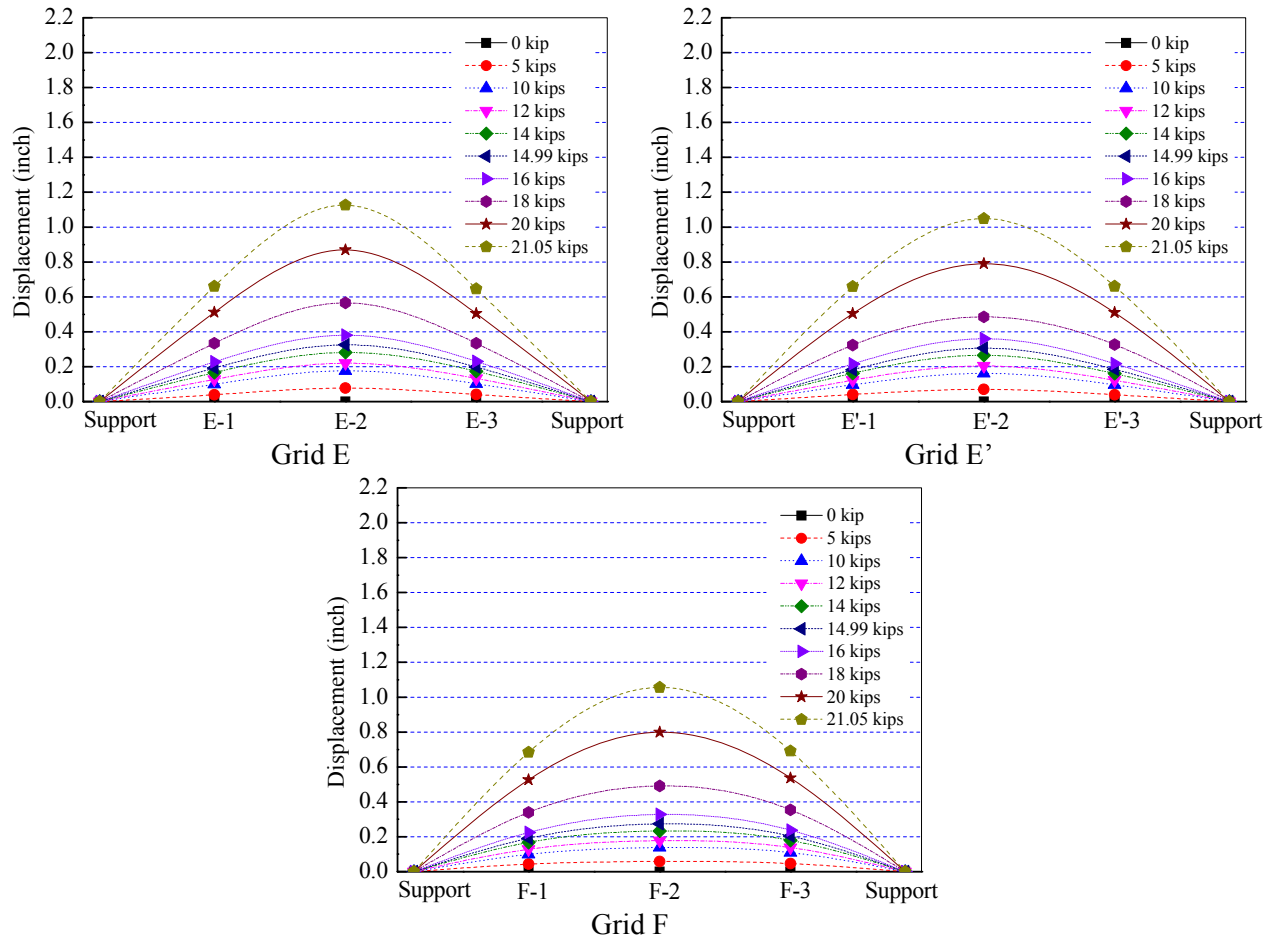 2.2
2.0
1.8
1.6
1.4
1.2
1.0
0.8
0.6
0.4
0.2
0.0
Displacement (inch)
0 kip
5 kips
10 kips
12 kips
14 kips
14.99 kips
16 kips
18 kips
20 kips
21.05 kips
Support E-1 E-2 E-3 Support
Grid E
2.2
2.0
1.8
1.6
1.4
1.2
1.0
0.8
0.6
0.4
0.2
0.0
Displacement (inch)
0 kip
5 kips
10 kips
12 kips
14 kips
14.99 kips
16 kips
18 kips
20 kips
21.05 kips
Support E'-1 E'-2 E'-3 Support
Grid E’
2.2
2.0
1.8
1.6
1.4
1.2
1.0
0.8
0.6
0.4
0.2
0.0
Displacement (inch)
0 kip
5 kips
10 kips
12 kips
14 kips
14.99 kips
16 kips
18 kips
20 kips
21.05 kips
Support F-1 F-2 F-3 Support
Grid F